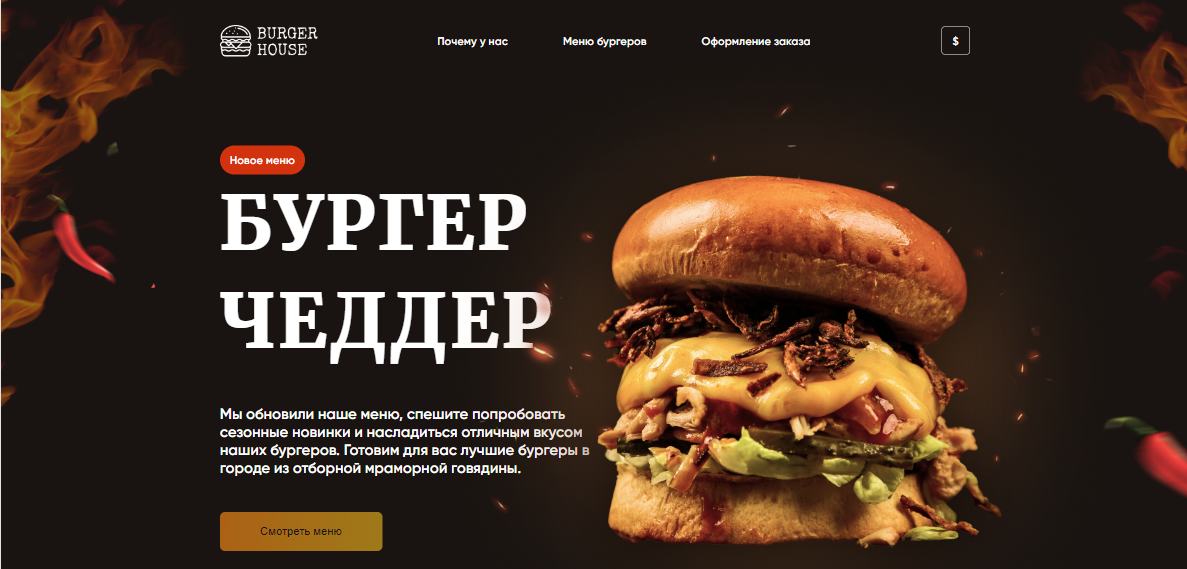 BURGER
HOUSE
Почему у нас
Меню бургеров
Оформление заказа
$
Новое меню
БУРГЕР
ЧЕДДЕР
Мы обновили наше меню, спешите попробовать
сезонные новинки и насладиться отличным вкусом
наших бургеров. Готовим для вас лучшие бургеры в
городе из отборной мраморной говядины.
Смотреть меню